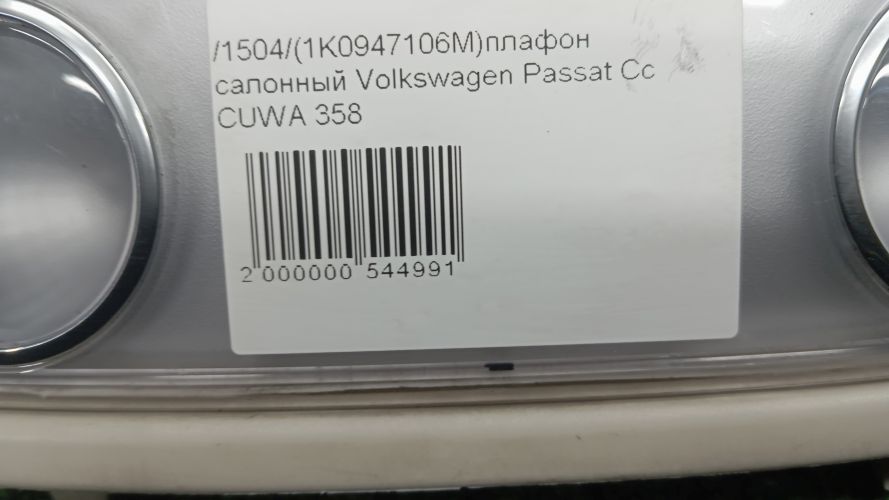 /1504/(1K0947106M)плафон
салонный Volkswagen Passat Cc
CUWA 358
2 000000 544991